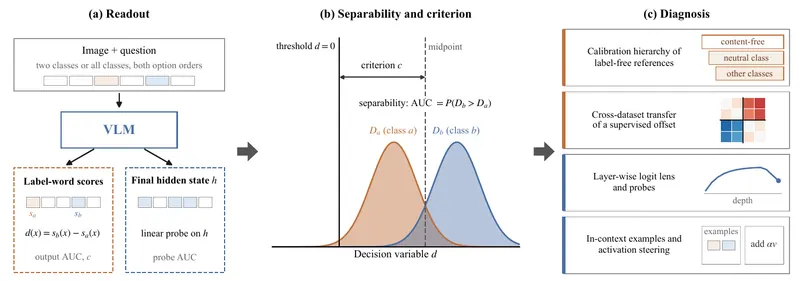 (a) Readout
Image + question
two classes or all classes, both option orders
VLM
Label-word scores
sₐ s_b
d(x) = s_b(x) − sₐ(x)
output AUC, c
Final hidden state h
linear probe on h
probe AUC
(b) Separability and criterion
threshold d = 0
midpoint
criterion c
separability: AUC = P(D_b > Dₐ)
Dₐ (class a)
D_b (class b)
Decision variable d
(c) Diagnosis
Calibration hierarchy of
label-free references
content-free
neutral class
other classes
Cross-dataset transfer
of a supervised offset
Layer-wise logit lens
and probes
depth
In-context examples and
activation steering
examples
add αv